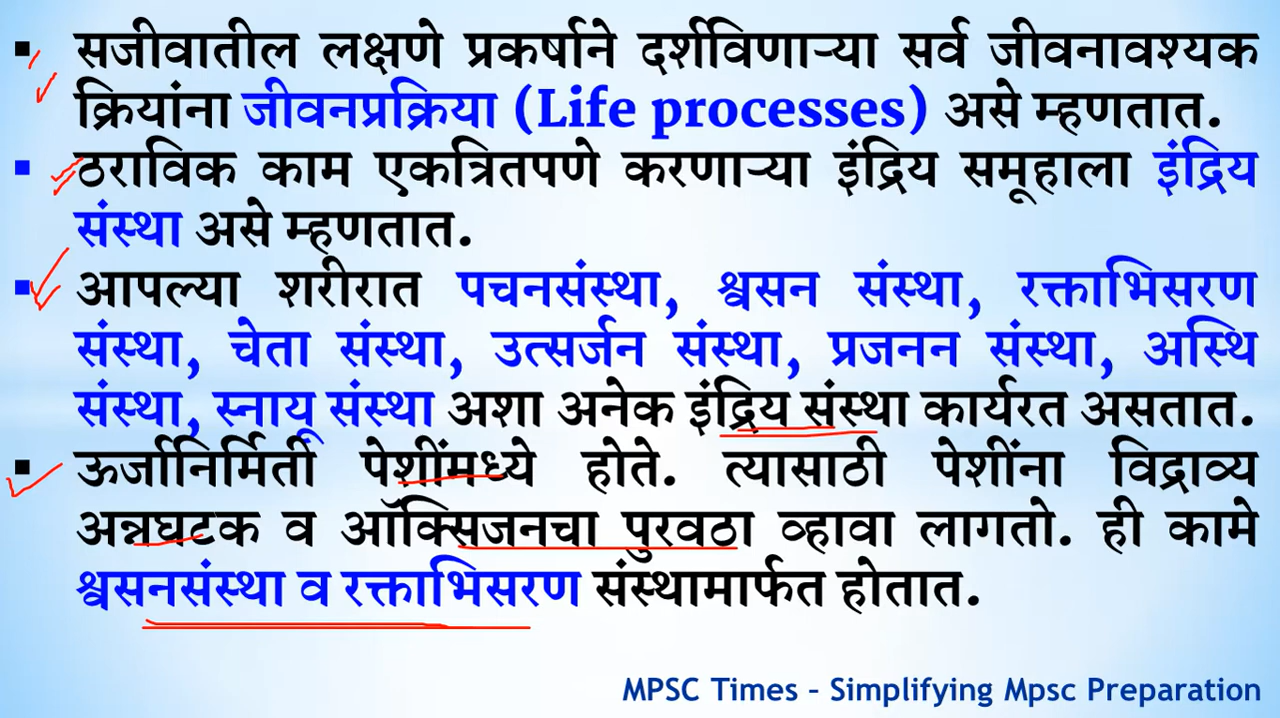 सजीवातील लक्षणे प्रकर्षाने दर्शविणाऱ्या सर्व जीवनावश्यक
क्रियांना जीवनप्रक्रिया (Life processes) असे म्हणतात.
ठराविक काम एकत्रितपणे करणाऱ्या इंद्रिय समूहाला इंद्रिय
संस्था असे म्हणतात.
आपल्या शरीरात पचनसंस्था, श्वसन संस्था, रक्ताभिसरण
संस्था, चेता संस्था, उत्सर्जन संस्था, प्रजनन संस्था, अस्थि
संस्था, स्नायू संस्था अशा अनेक इंद्रिय संस्था कार्यरत असतात.
ऊर्जानिर्मिती पेशींमध्ये होते. त्यासाठी पेशींना विद्राव्य
अन्नघटक व ऑक्सिजनचा पुरवठा व्हावा लागतो. ही कामे
श्वसनसंस्था व रक्ताभिसरण संस्थामार्फत होतात.
MPSC Times – Simplifying Mpsc Preparation